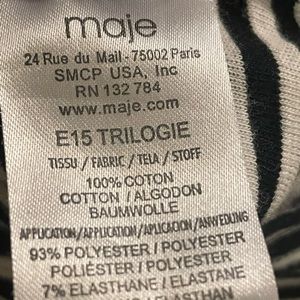 maje
24 Rue du Mail - 75002 Paris
SMCP USA, Inc
RN 132 784
www.maje.com
E15 TRILOGIE
TISSU / FABRIC / TELA / STOFF
100% COTON
COTTON / ALGODON
BAUMWOLLE
APPLICATION/APPLICATION/APLICACION/ANWEDLING
93% POLYESTER / POLYESTER
POLIÉSTER / POLYESTER
7% ELASTHANE / ELASTANE